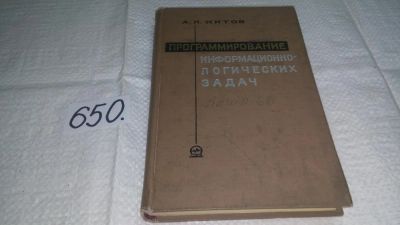 А.И.КИТОВ
ПРОГРАММИРОВАНИЕ
ИНФОРМАЦИОННО-
ЛОГИЧЕСКИХ
ЗАДАЧ
650.